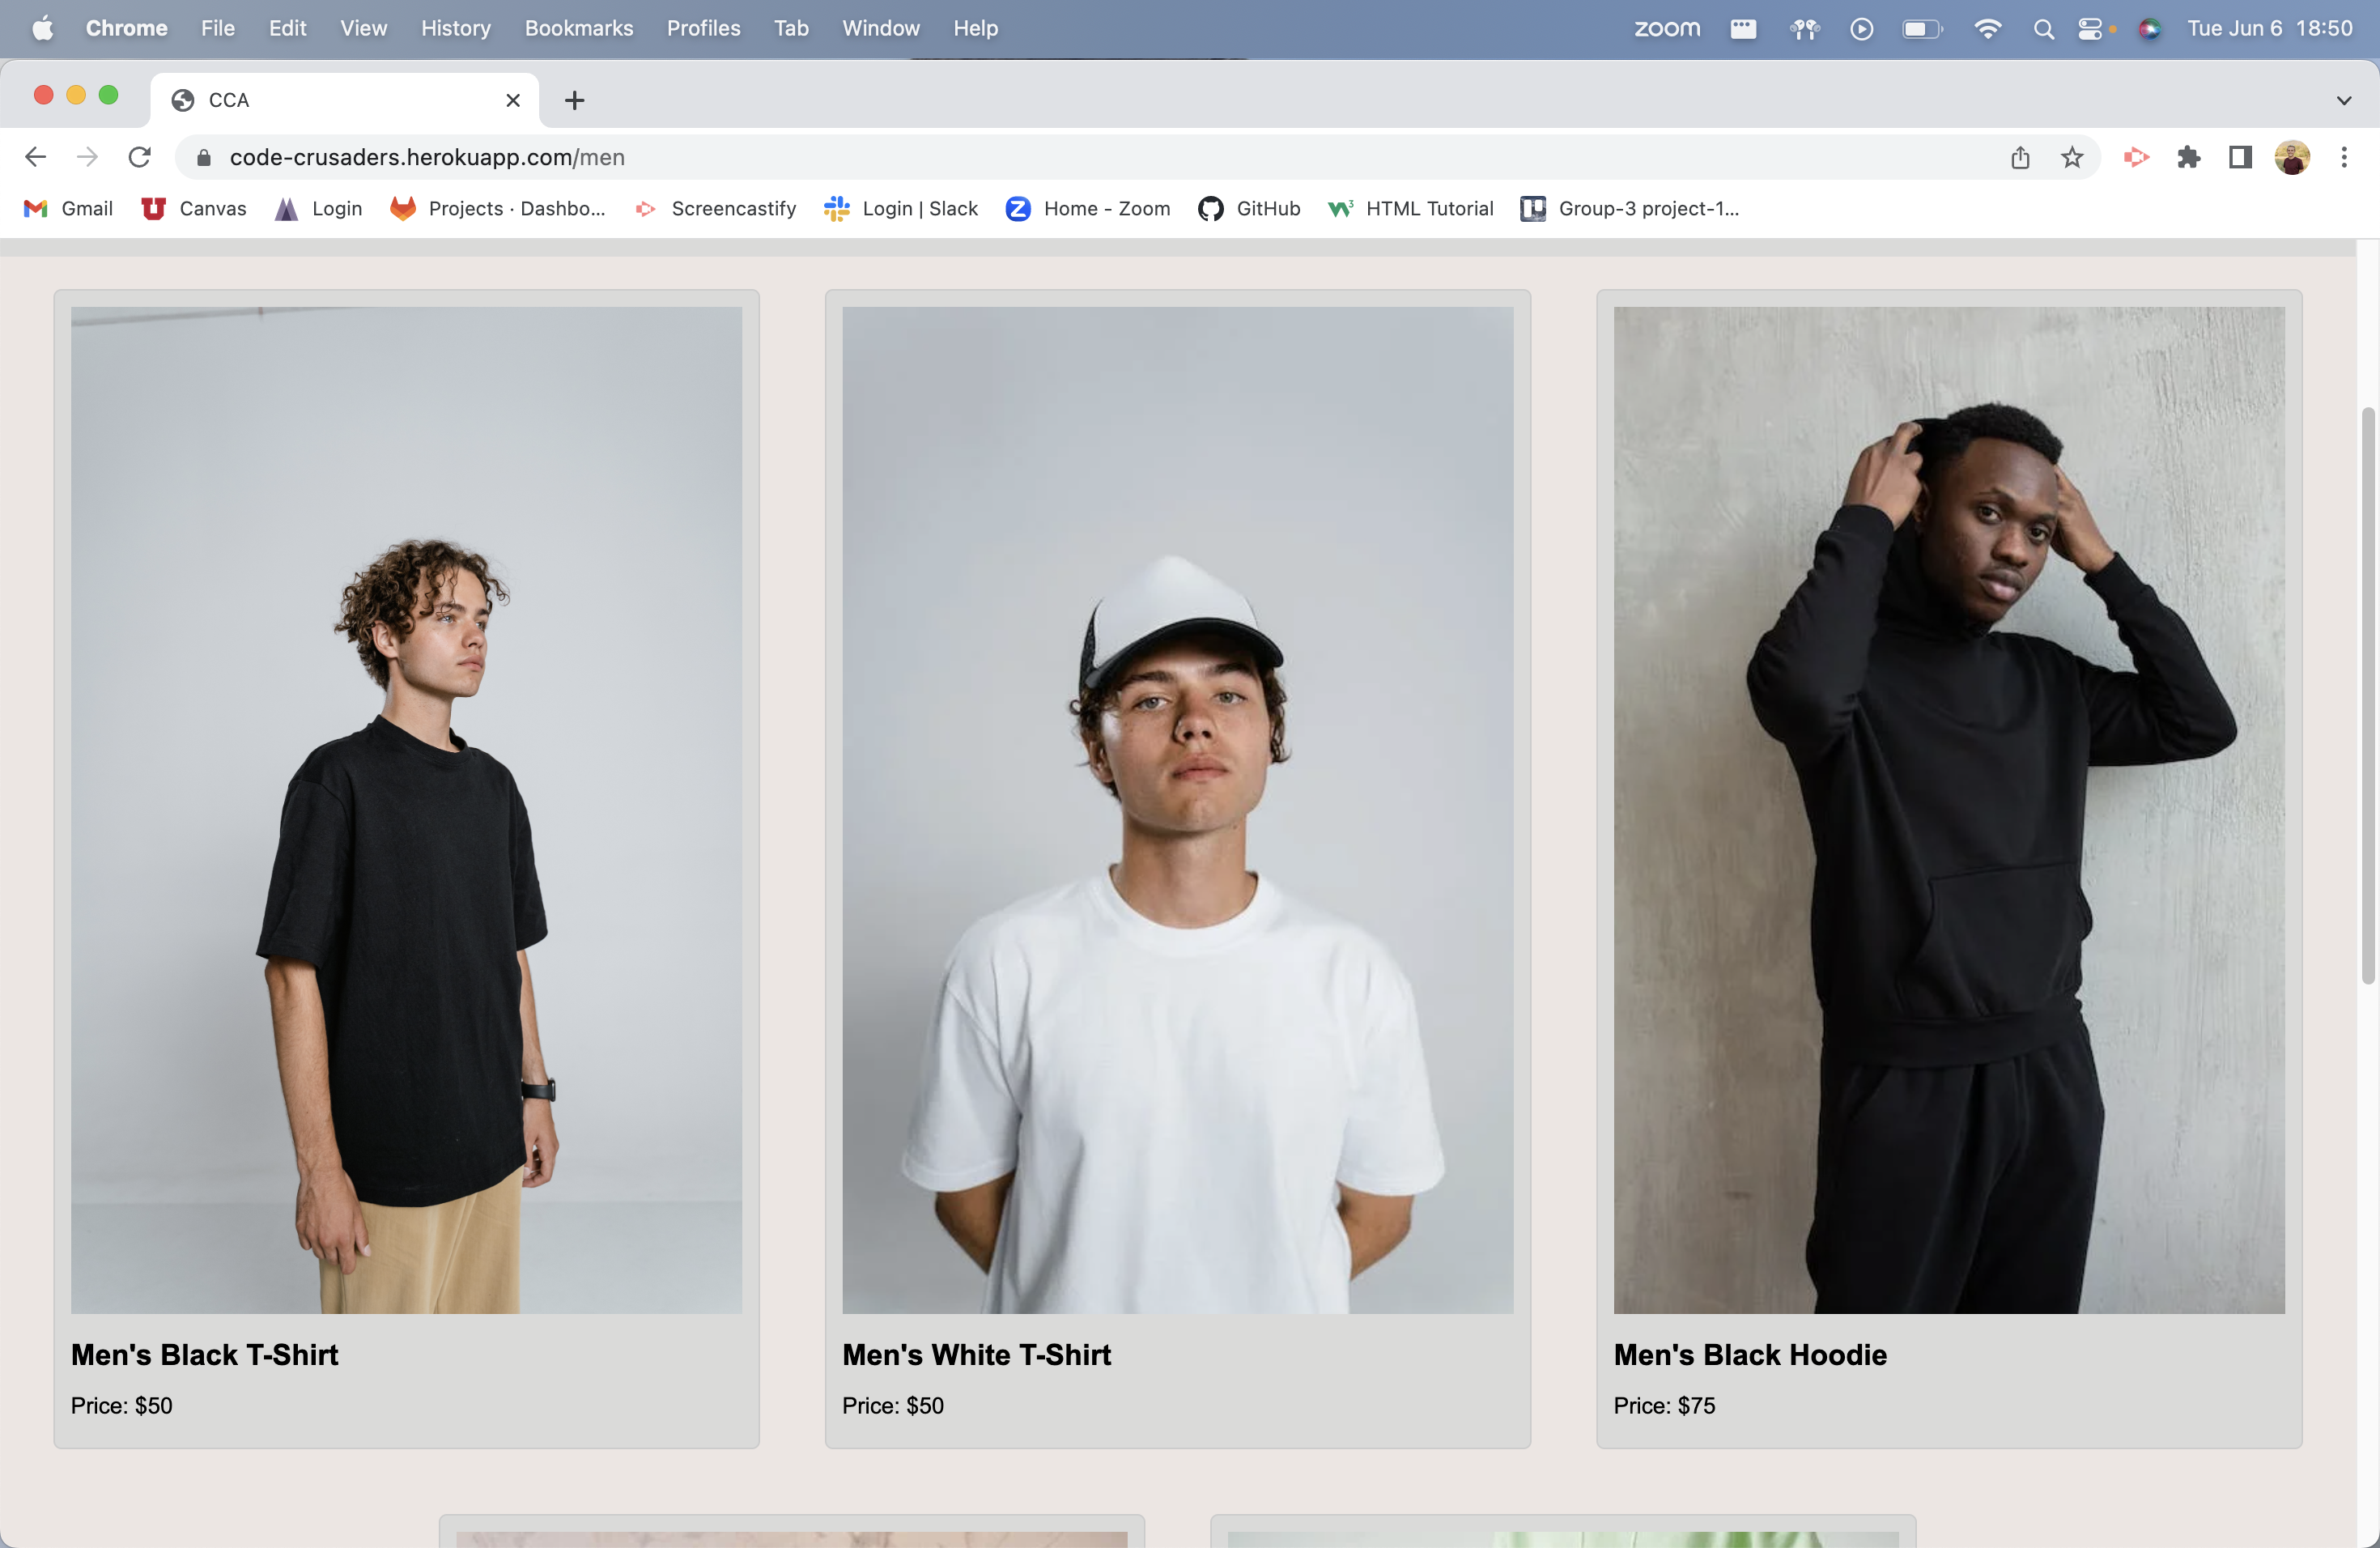 Chrome File Edit View History Bookmarks Profiles Tab Window Help zoom Tue Jun 6 18:50
CCA
code-crusaders.herokuapp.com/men
Gmail Canvas Login Projects · Dashbo... Screencastify Login | Slack Home - Zoom GitHub HTML Tutorial Group-3 project-1...
Men's Black T-Shirt
Price: $50
Men's White T-Shirt
Price: $50
Men's Black Hoodie
Price: $75